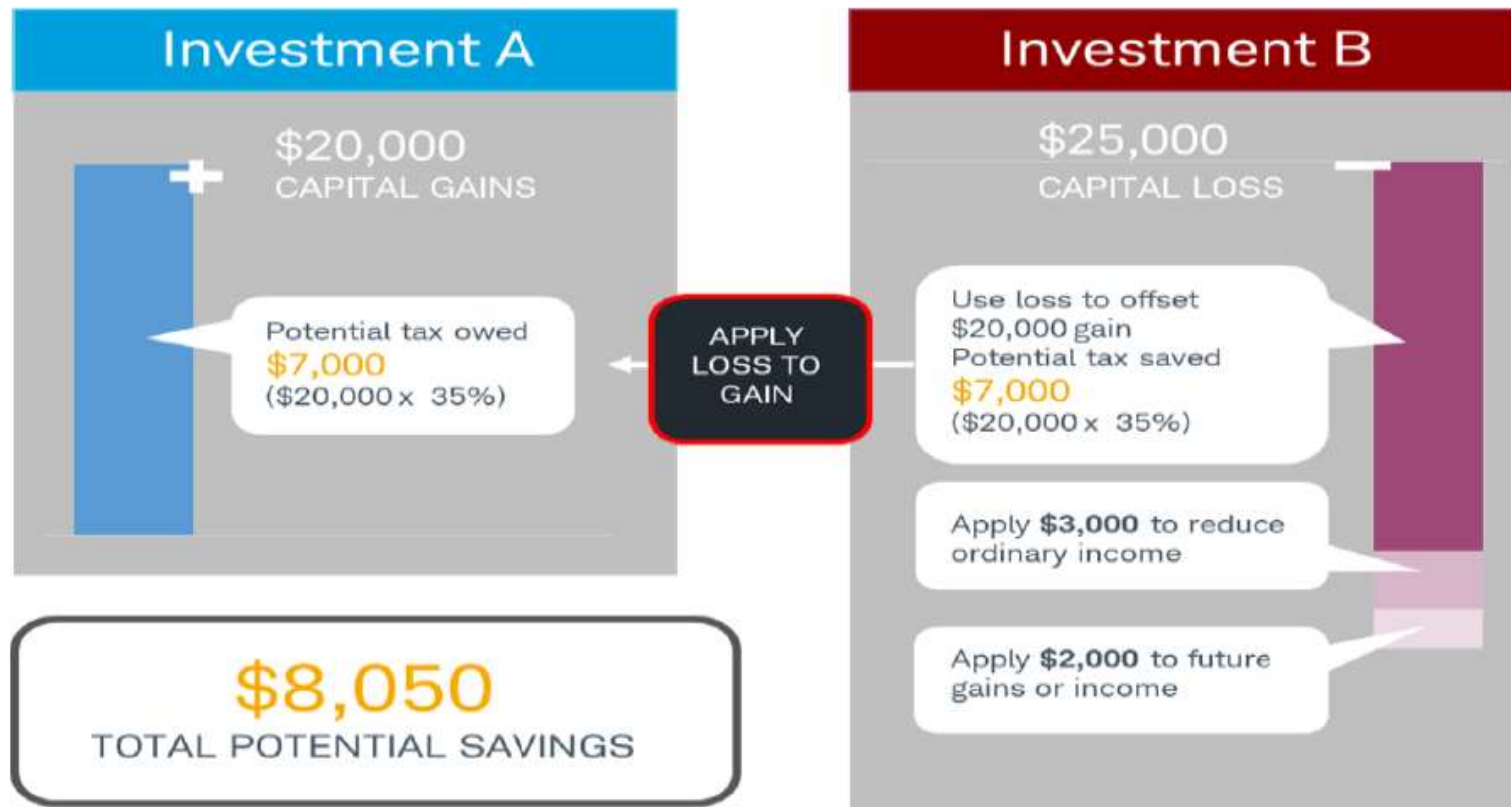 Investment A
$20,000
CAPITAL GAINS
Potential tax owed
$7,000
($20,000 x 35%)
APPLY
LOSS TO
GAIN
Investment B
$25,000
CAPITAL LOSS
Use loss to offset
$20,000 gain
Potential tax saved
$7,000
($20,000 x 35%)
Apply $3,000 to reduce
ordinary income
Apply $2,000 to future
gains or income
$8,050
TOTAL POTENTIAL SAVINGS